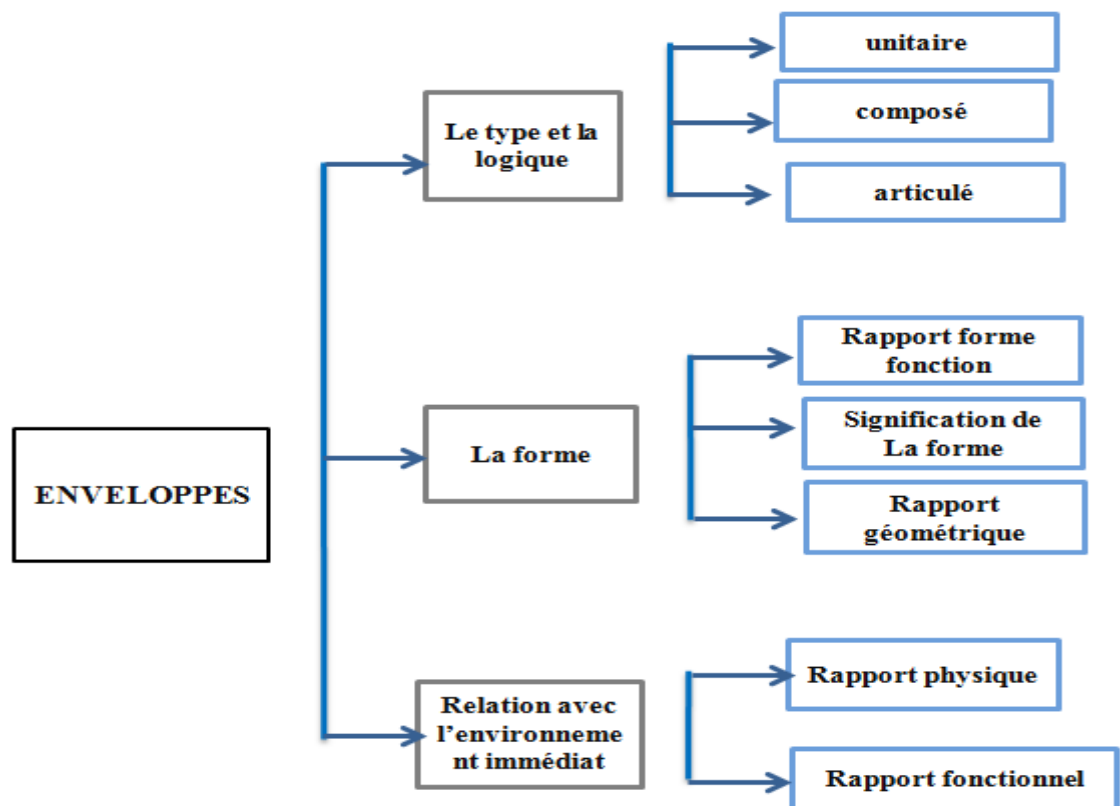 ENVELOPPES
Le type et la
logique
unitaire
composé
articulé
La forme
Rapport forme
fonction
Signification de
La forme
Rapport
géométrique
Relation avec
l’environneme
nt immédiat
Rapport physique
Rapport fonctionnel